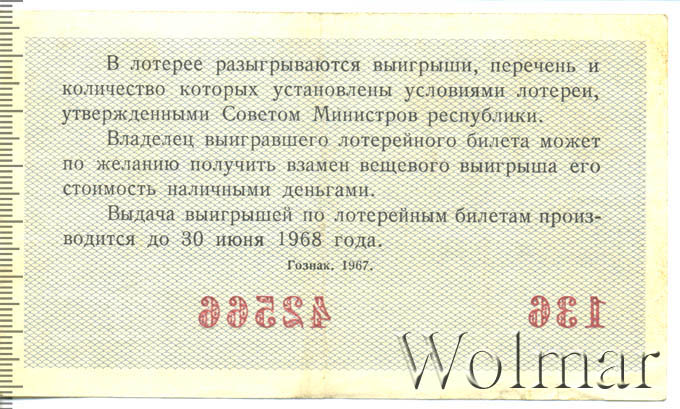 В лотерее разыгрываются выигрыши, перечень и
количество которых установлены условиями лотереи,
утвержденными Советом Министров республики.
Владелец выигравшего лотерейного билета может
по желанию получить взамен вещевого выигрыша его
стоимость наличными деньгами.
Выдача выигрышей по лотерейным билетам произ-
водится до 30 июня 1968 года.
Гознак. 1967.
42566 136
Wolmar